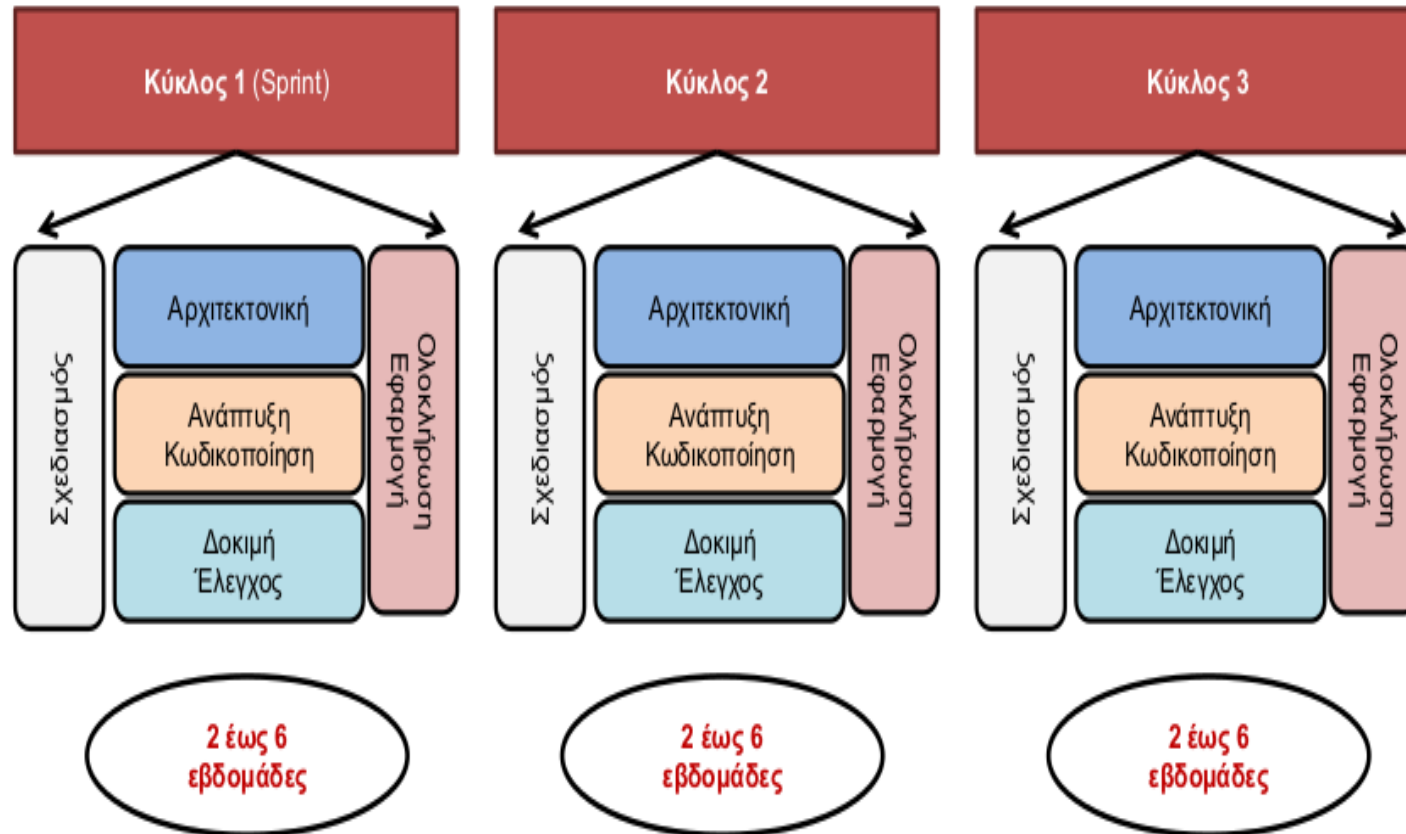 Κύκλος 1 (Sprint)
Κύκλος 2
Κύκλος 3
Σχεδιασμός
Αρχιτεκτονική
Ανάπτυξη
Κωδικοποίηση
Δοκιμή
Έλεγχος
Ολοκλήρωση
Εφαρμογή
Σχεδιασμός
Αρχιτεκτονική
Ανάπτυξη
Κωδικοποίηση
Δοκιμή
Έλεγχος
Ολοκλήρωση
Εφαρμογή
Σχεδιασμός
Αρχιτεκτονική
Ανάπτυξη
Κωδικοποίηση
Δοκιμή
Έλεγχος
Ολοκλήρωση
Εφαρμογή
2 έως 6
εβδομάδες
2 έως 6
εβδομάδες
2 έως 6
εβδομάδες